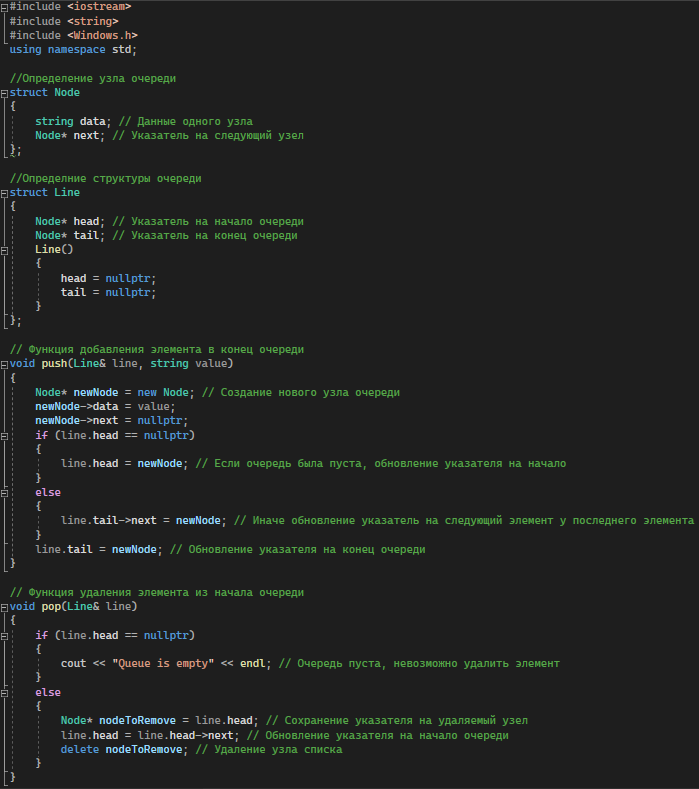 #include <iostream>
#include <string>
#include <Windows.h>
using namespace std;
//Определение узла очереди
struct Node
{
string data; // Данные одного узла
Node* next; // Указатель на следующий узел
};
//Определние структуры очереди
struct Line
{
Node* head; // Указатель на начало очереди
Node* tail; // Указатель на конец очереди
Line()
{
head = nullptr;
tail = nullptr;
}
};
// Функция добавления элемента в конец очереди
void push(Line& line, string value)
{
Node* newNode = new Node; // Создание нового узла очереди
newNode->data = value;
newNode->next = nullptr;
if (line.head == nullptr)
{
line.head = newNode; // Если очередь была пуста, обновление указателя на начало
}
else
{
line.tail->next = newNode; // Иначе обновление указатель на следующий элемент у последнего элемента
}
line.tail = newNode; // Обновление указателя на конец очереди
}
// Функция удаления элемента из начала очереди
void pop(Line& line)
{
if (line.head == nullptr)
{
cout << "Queue is empty" << endl; // Очередь пуста, невозможно удалить элемент
}
else
{
Node* nodeToRemove = line.head; // Сохранение указателя на удаляемый узел
line.head = line.head->next; // Обновление указателя на начало очереди
delete nodeToRemove; // Удаление узла списка
}
}